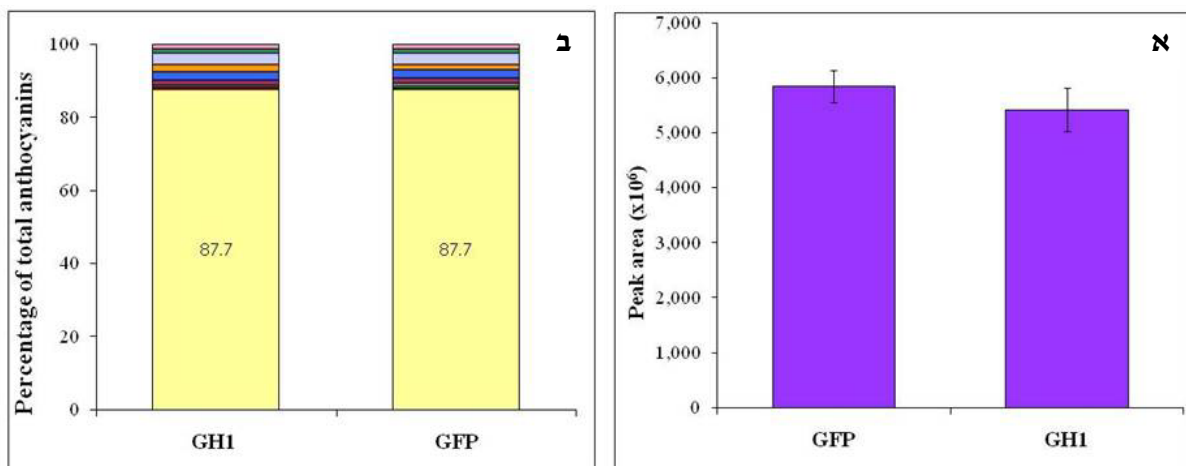 ב
Percentage of total anthocyanins
100
80
60
40
20
0
87.7
87.7
GH1
GFP
א
Peak area (x10⁶)
7,000
6,000
5,000
4,000
3,000
2,000
1,000
0
GFP
GH1